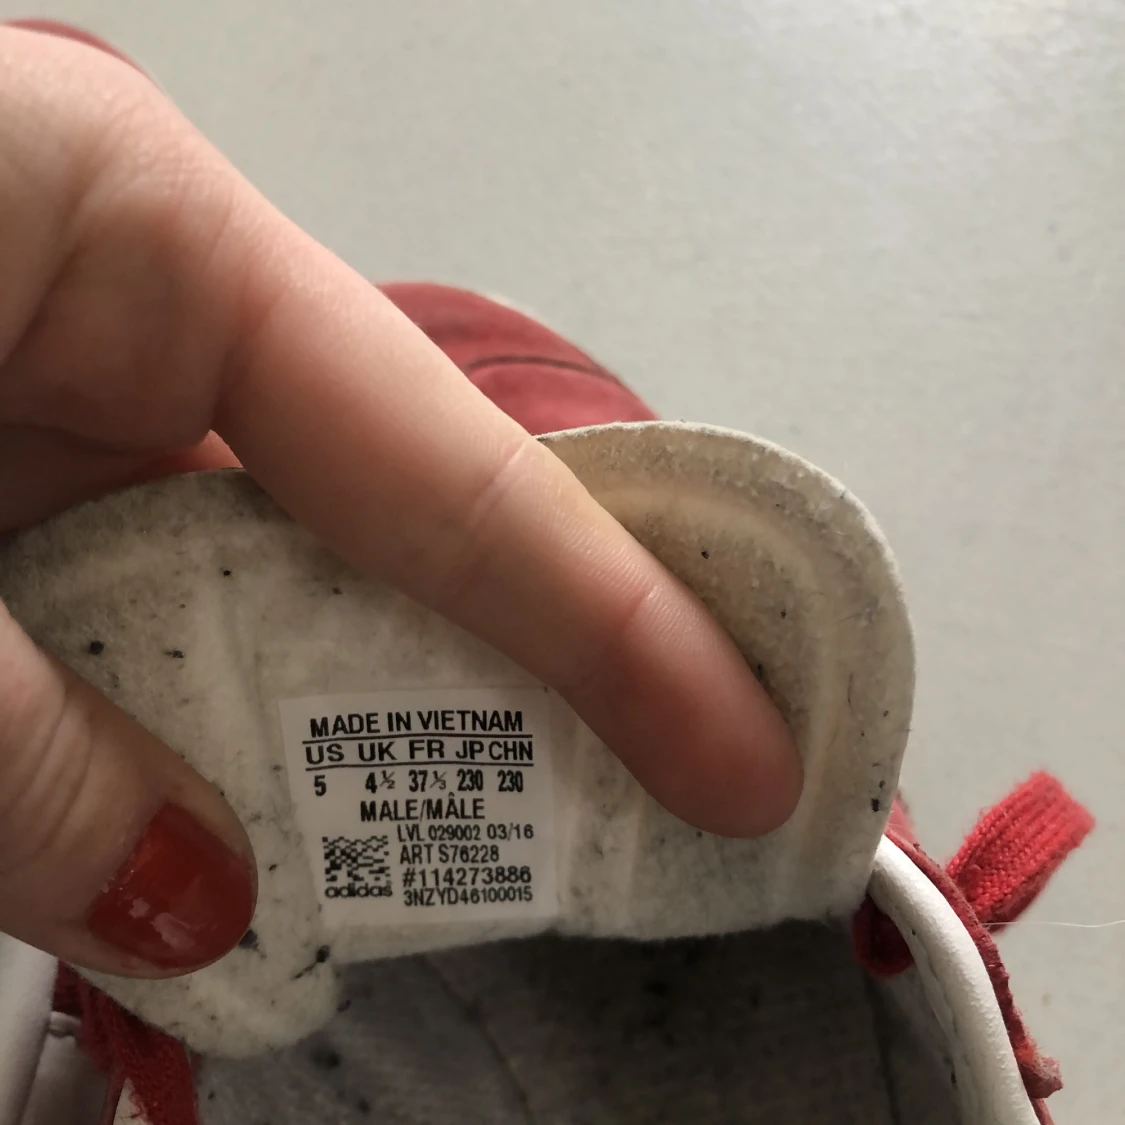 MADE IN VIETNAM
US UK FR JP CHN
5 4½ 37⅓ 230 230
MALE/MÂLE
LVL 029002 03/16
ART S76228
#114273886
3NZYD46100015
adidas